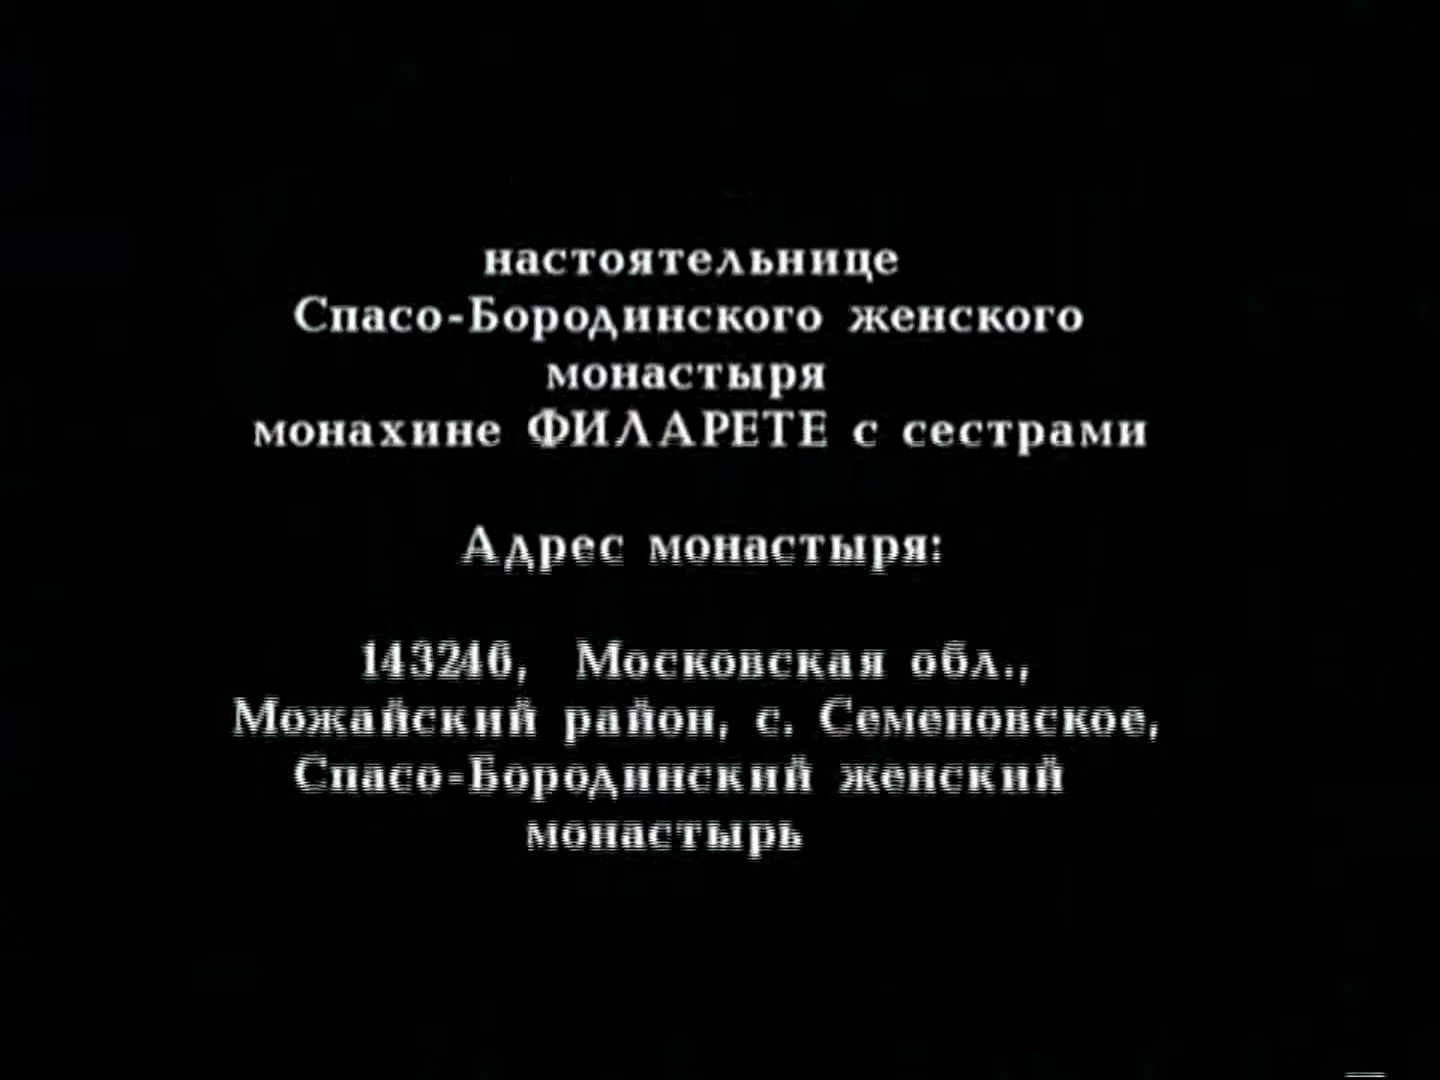 настоятельнице
Спасо-Бородинского женского
монастыря
монахине ФИЛАРЕТЕ с сестрами
Адрес монастыря:
143240, Московская обл.,
Можайский район, с. Семеновское,
Спасо-Бородинский женский
монастырь